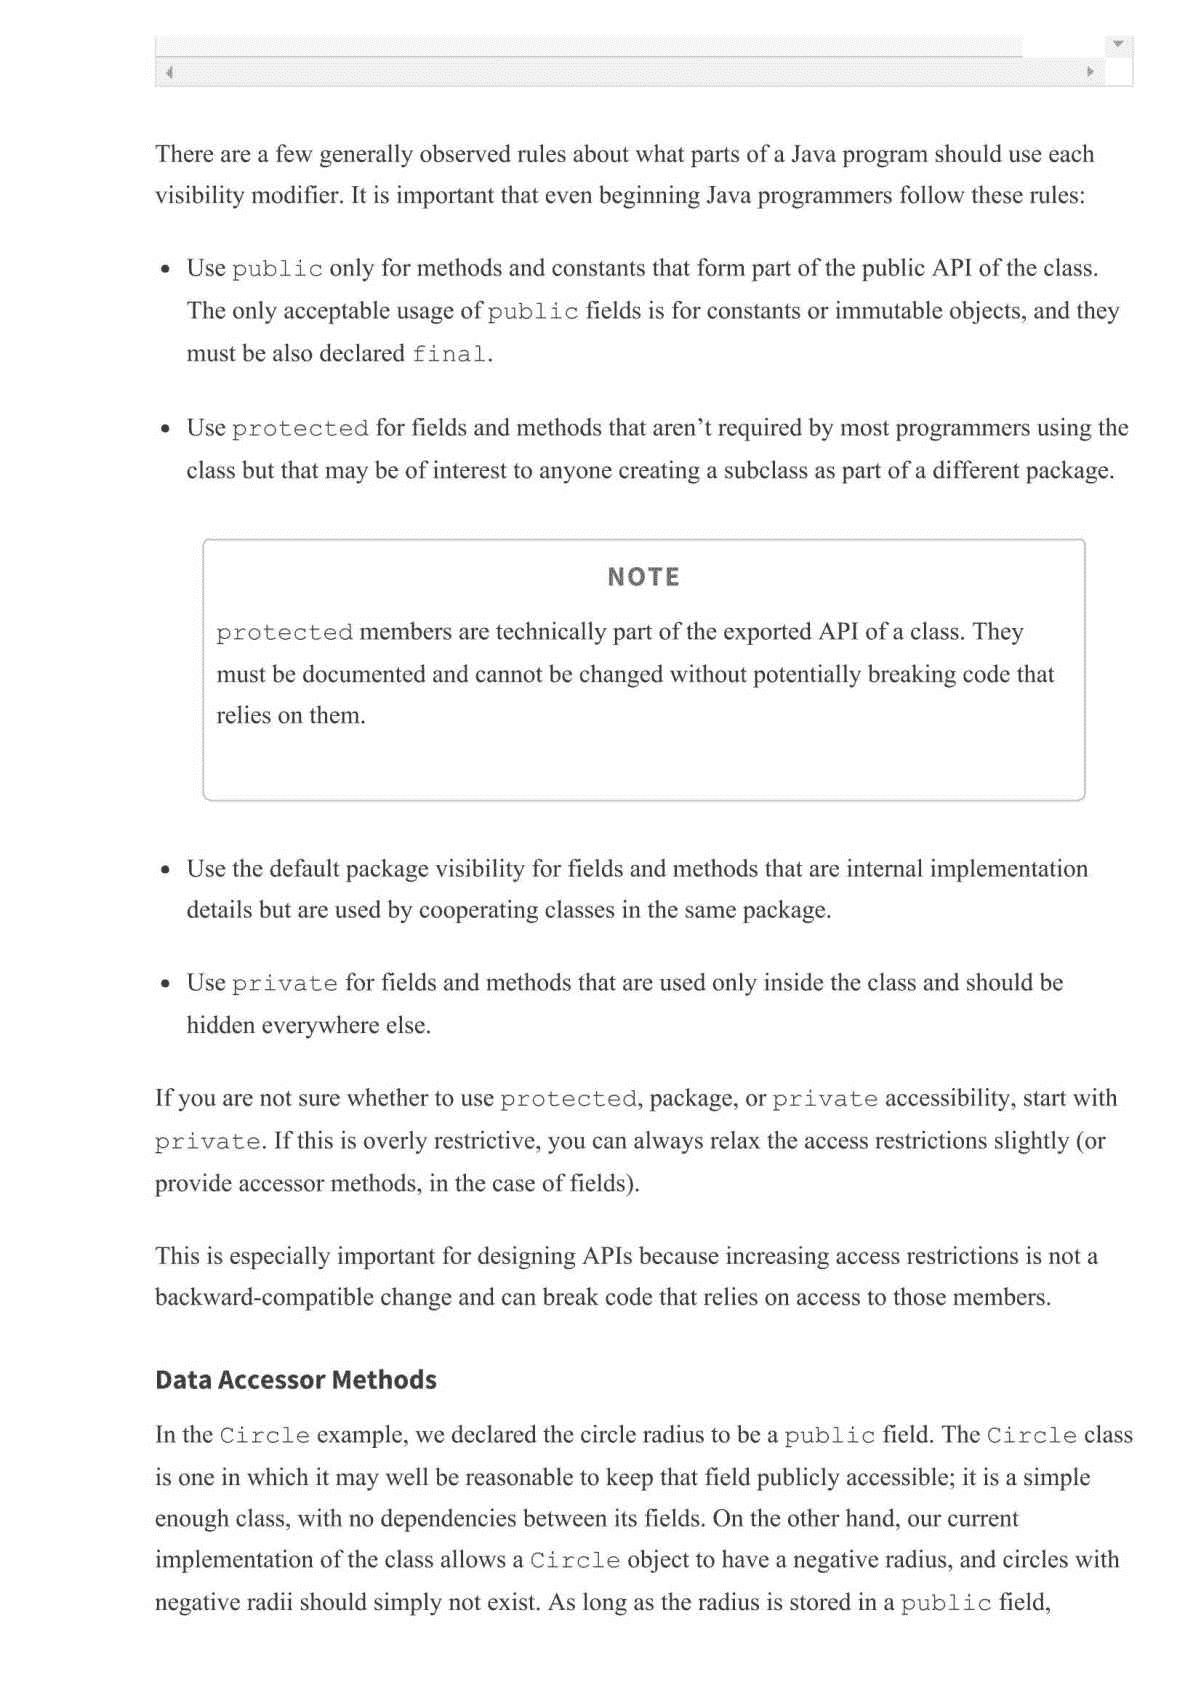 There are a few generally observed rules about what parts of a Java program should use each
visibility modifier. It is important that even beginning Java programmers follow these rules:
• Use public only for methods and constants that form part of the public API of the class.
The only acceptable usage of public fields is for constants or immutable objects, and they
must be also declared final.
• Use protected for fields and methods that aren’t required by most programmers using the
class but that may be of interest to anyone creating a subclass as part of a different package.
NOTE
protected members are technically part of the exported API of a class. They
must be documented and cannot be changed without potentially breaking code that
relies on them.
• Use the default package visibility for fields and methods that are internal implementation
details but are used by cooperating classes in the same package.
• Use private for fields and methods that are used only inside the class and should be
hidden everywhere else.
If you are not sure whether to use protected, package, or private accessibility, start with
private. If this is overly restrictive, you can always relax the access restrictions slightly (or
provide accessor methods, in the case of fields).
This is especially important for designing APIs because increasing access restrictions is not a
backward-compatible change and can break code that relies on access to those members.
Data Accessor Methods
In the Circle example, we declared the circle radius to be a public field. The Circle class
is one in which it may well be reasonable to keep that field publicly accessible; it is a simple
enough class, with no dependencies between its fields. On the other hand, our current
implementation of the class allows a Circle object to have a negative radius, and circles with
negative radii should simply not exist. As long as the radius is stored in a public field,